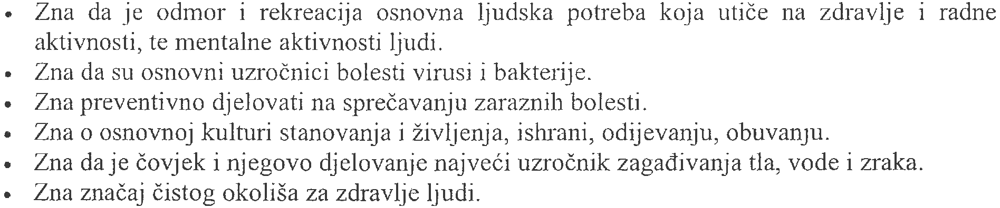 • Zna da je odmor i rekreacija osnovna ljudska potreba koja utiče na zdravlje i radne
aktivnosti, te mentalne aktivnosti ljudi.
• Zna da su osnovni uzročnici bolesti virusi i bakterije.
• Zna preventivno djelovati na sprečavanju zaraznih bolesti.
• Zna o osnovnoj kulturi stanovanja i življenja, ishrani, odijevanju, obuvanju.
• Zna da je čovjek i njegovo djelovanje najveći uzročnik zagađivanja tla, vode i zraka.
• Zna značaj čistog okoliša za zdravlje ljudi.